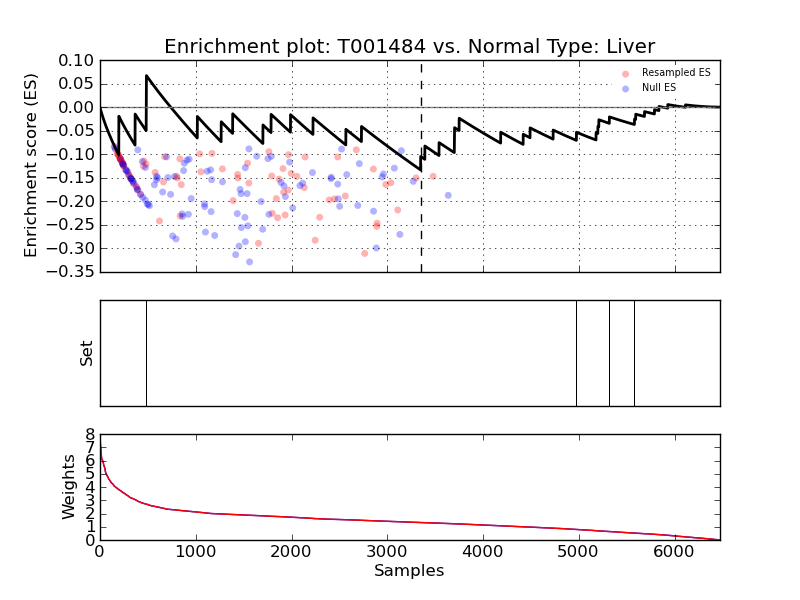 Enrichment plot: T001484 vs. Normal Type: Liver
Enrichment score (ES)
0.10
0.05
0.00
−0.05
−0.10
−0.15
−0.20
−0.25
−0.30
−0.35
Resampled ES
Null ES
Set
Weights
8
7
6
5
4
3
2
1
0
0 1000 2000 3000 4000 5000 6000
Samples